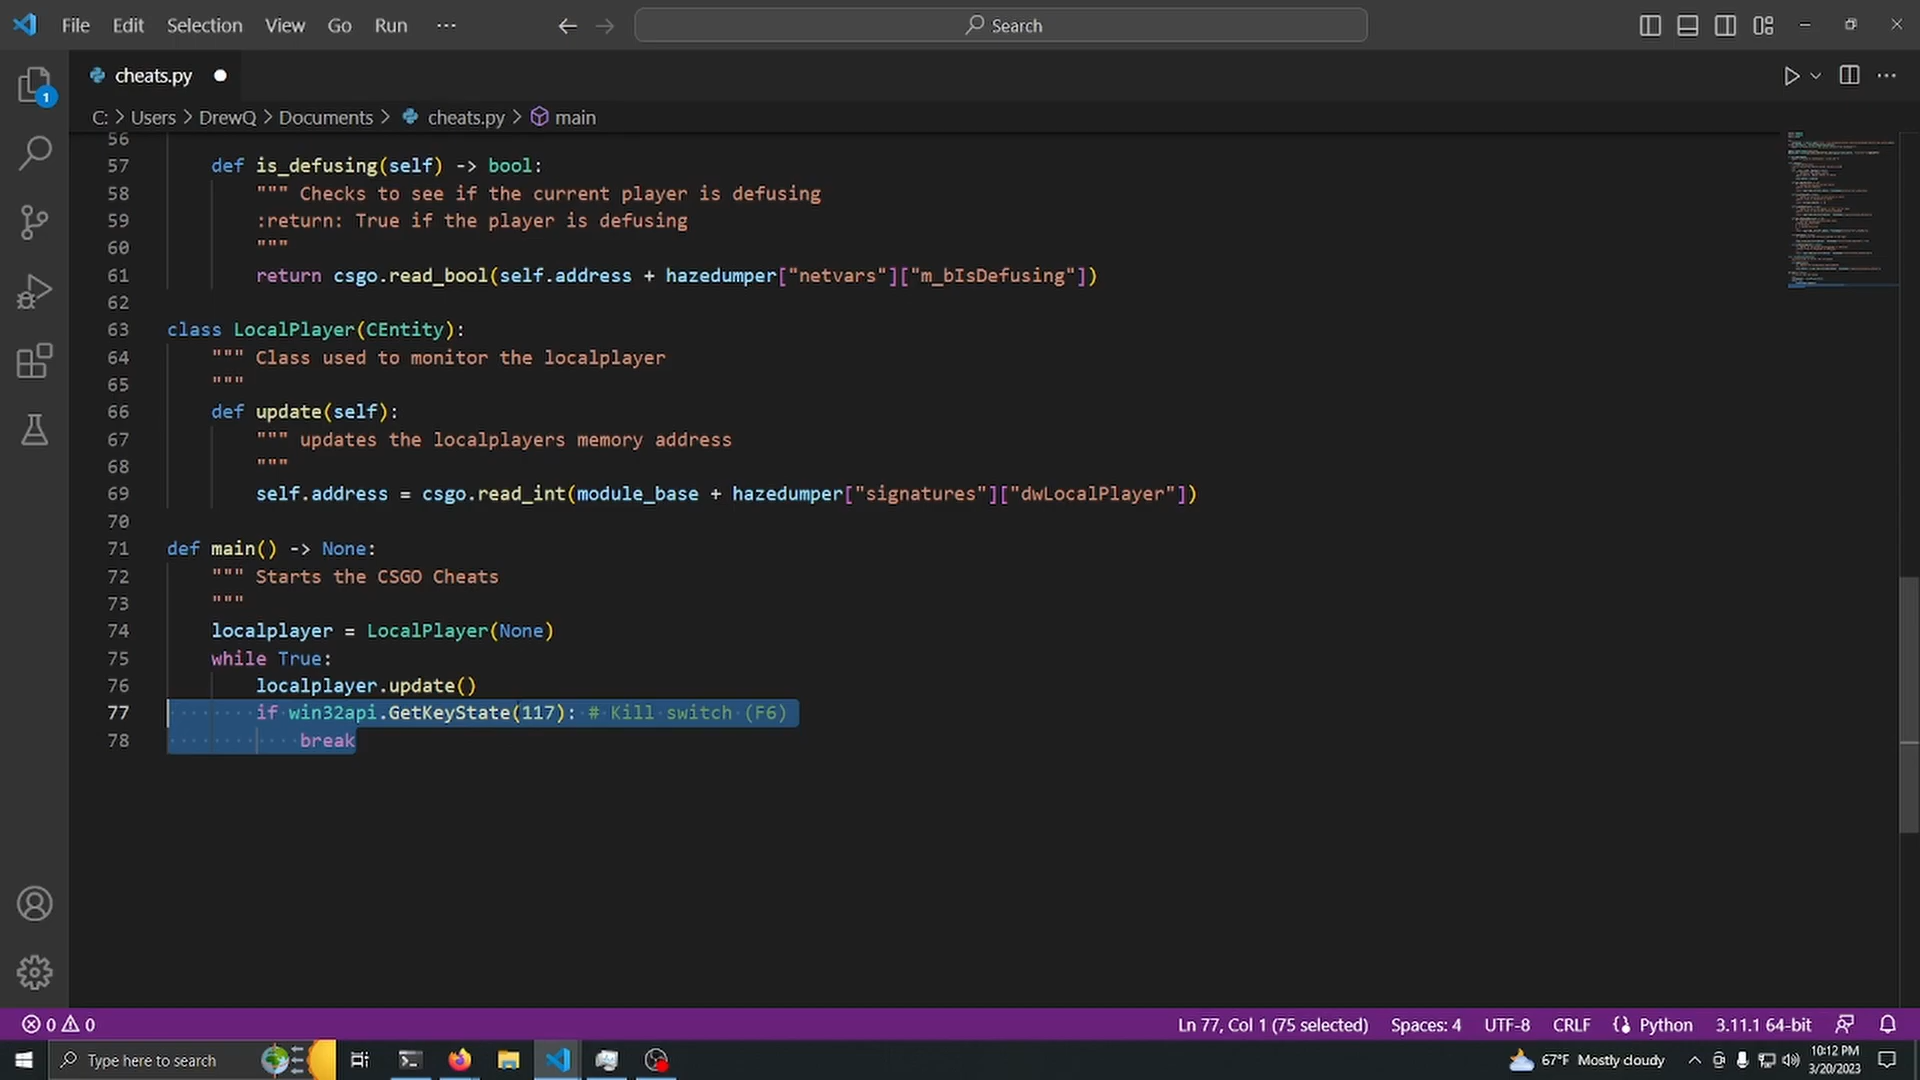 File Edit Selection View Go Run ··· Search
cheats.py
1
C: > Users > DrewQ > Documents > cheats.py > main
56
57 def is_defusing(self) -> bool:
58 """ Checks to see if the current player is defusing
59 :return: True if the player is defusing
60 """
61 return csgo.read_bool(self.address + hazedumper["netvars"]["m_bIsDefusing"])
62
63 class LocalPlayer(CEntity):
64 """ Class used to monitor the localplayer
65 """
66 def update(self):
67 """ updates the localplayers memory address
68 """
69 self.address = csgo.read_int(module_base + hazedumper["signatures"]["dwLocalPlayer"])
70
71 def main() -> None:
72 """ Starts the CSGO Cheats
73 """
74 localplayer = LocalPlayer(None)
75 while True:
76 localplayer.update()
77 if win32api.GetKeyState(117): # Kill switch (F6)
78 break
0 0 Ln 77, Col 1 (75 selected) Spaces: 4 UTF-8 CRLF Python 3.11.1 64-bit
Type here to search 67°F Mostly cloudy 10:12 PM
3/20/2023